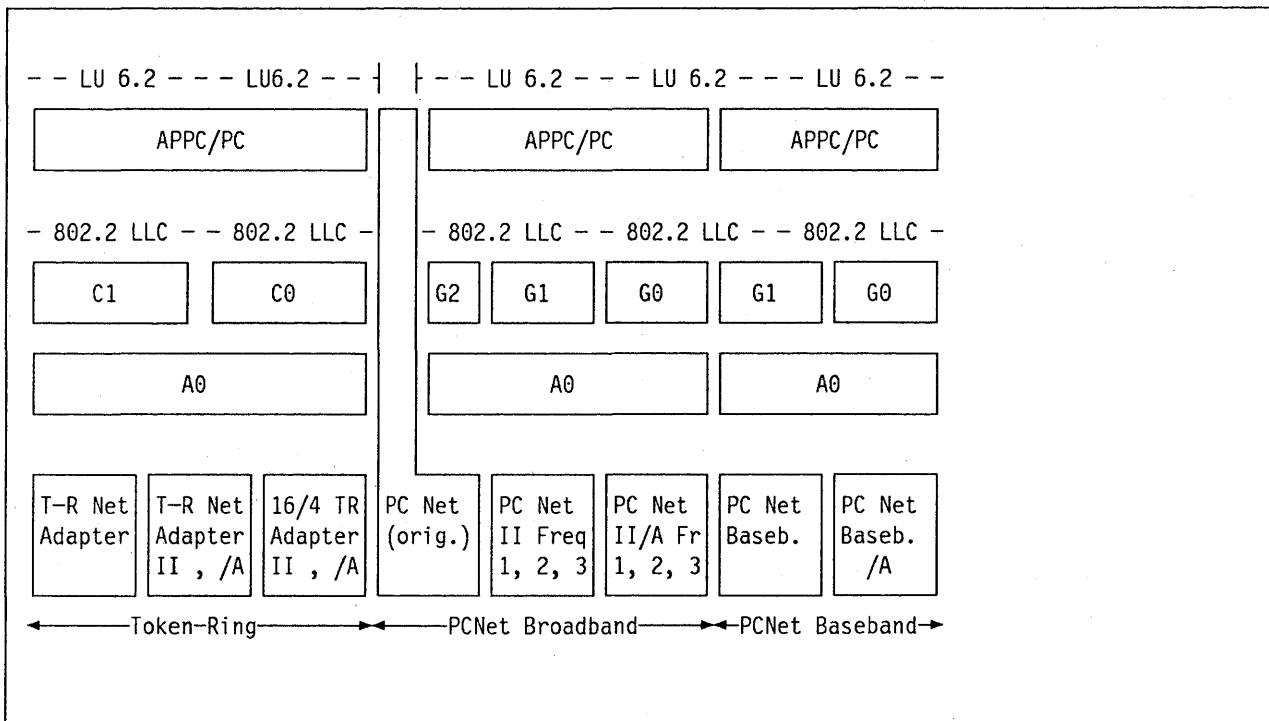 LU 6.2 LU6.2 LU 6.2 LU 6.2 LU 6.2
APPC/PC APPC/PC APPC/PC
802.2 LLC 802.2 LLC 802.2 LLC 802.2 LLC 802.2 LLC
C1 C0 G2 G1 G0 G1 G0
A0 A0 A0
T-R Net Adapter
T-R Net Adapter II , /A
16/4 TR Adapter II , /A
PC Net (orig.)
PC Net II Freq 1, 2, 3
PC Net II/A Fr 1, 2, 3
PC Net Baseb.
PC Net Baseb. /A
Token-Ring PCNet Broadband PCNet Baseband